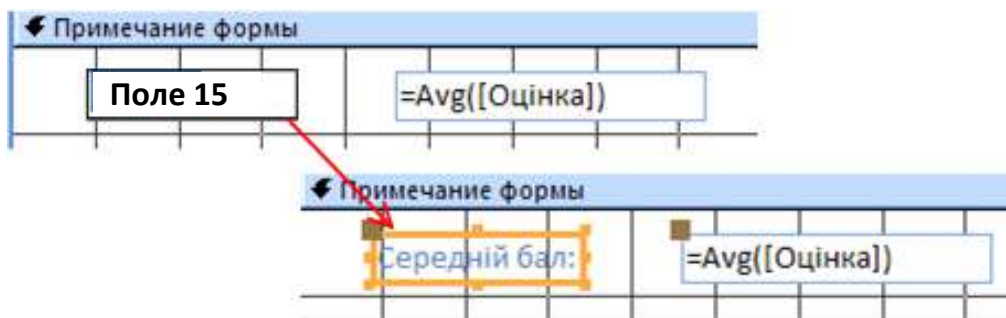 Примечание формы
Поле 15 =Avg([Оцінка])
Примечание формы
Середній бал: =Avg([Оцінка])